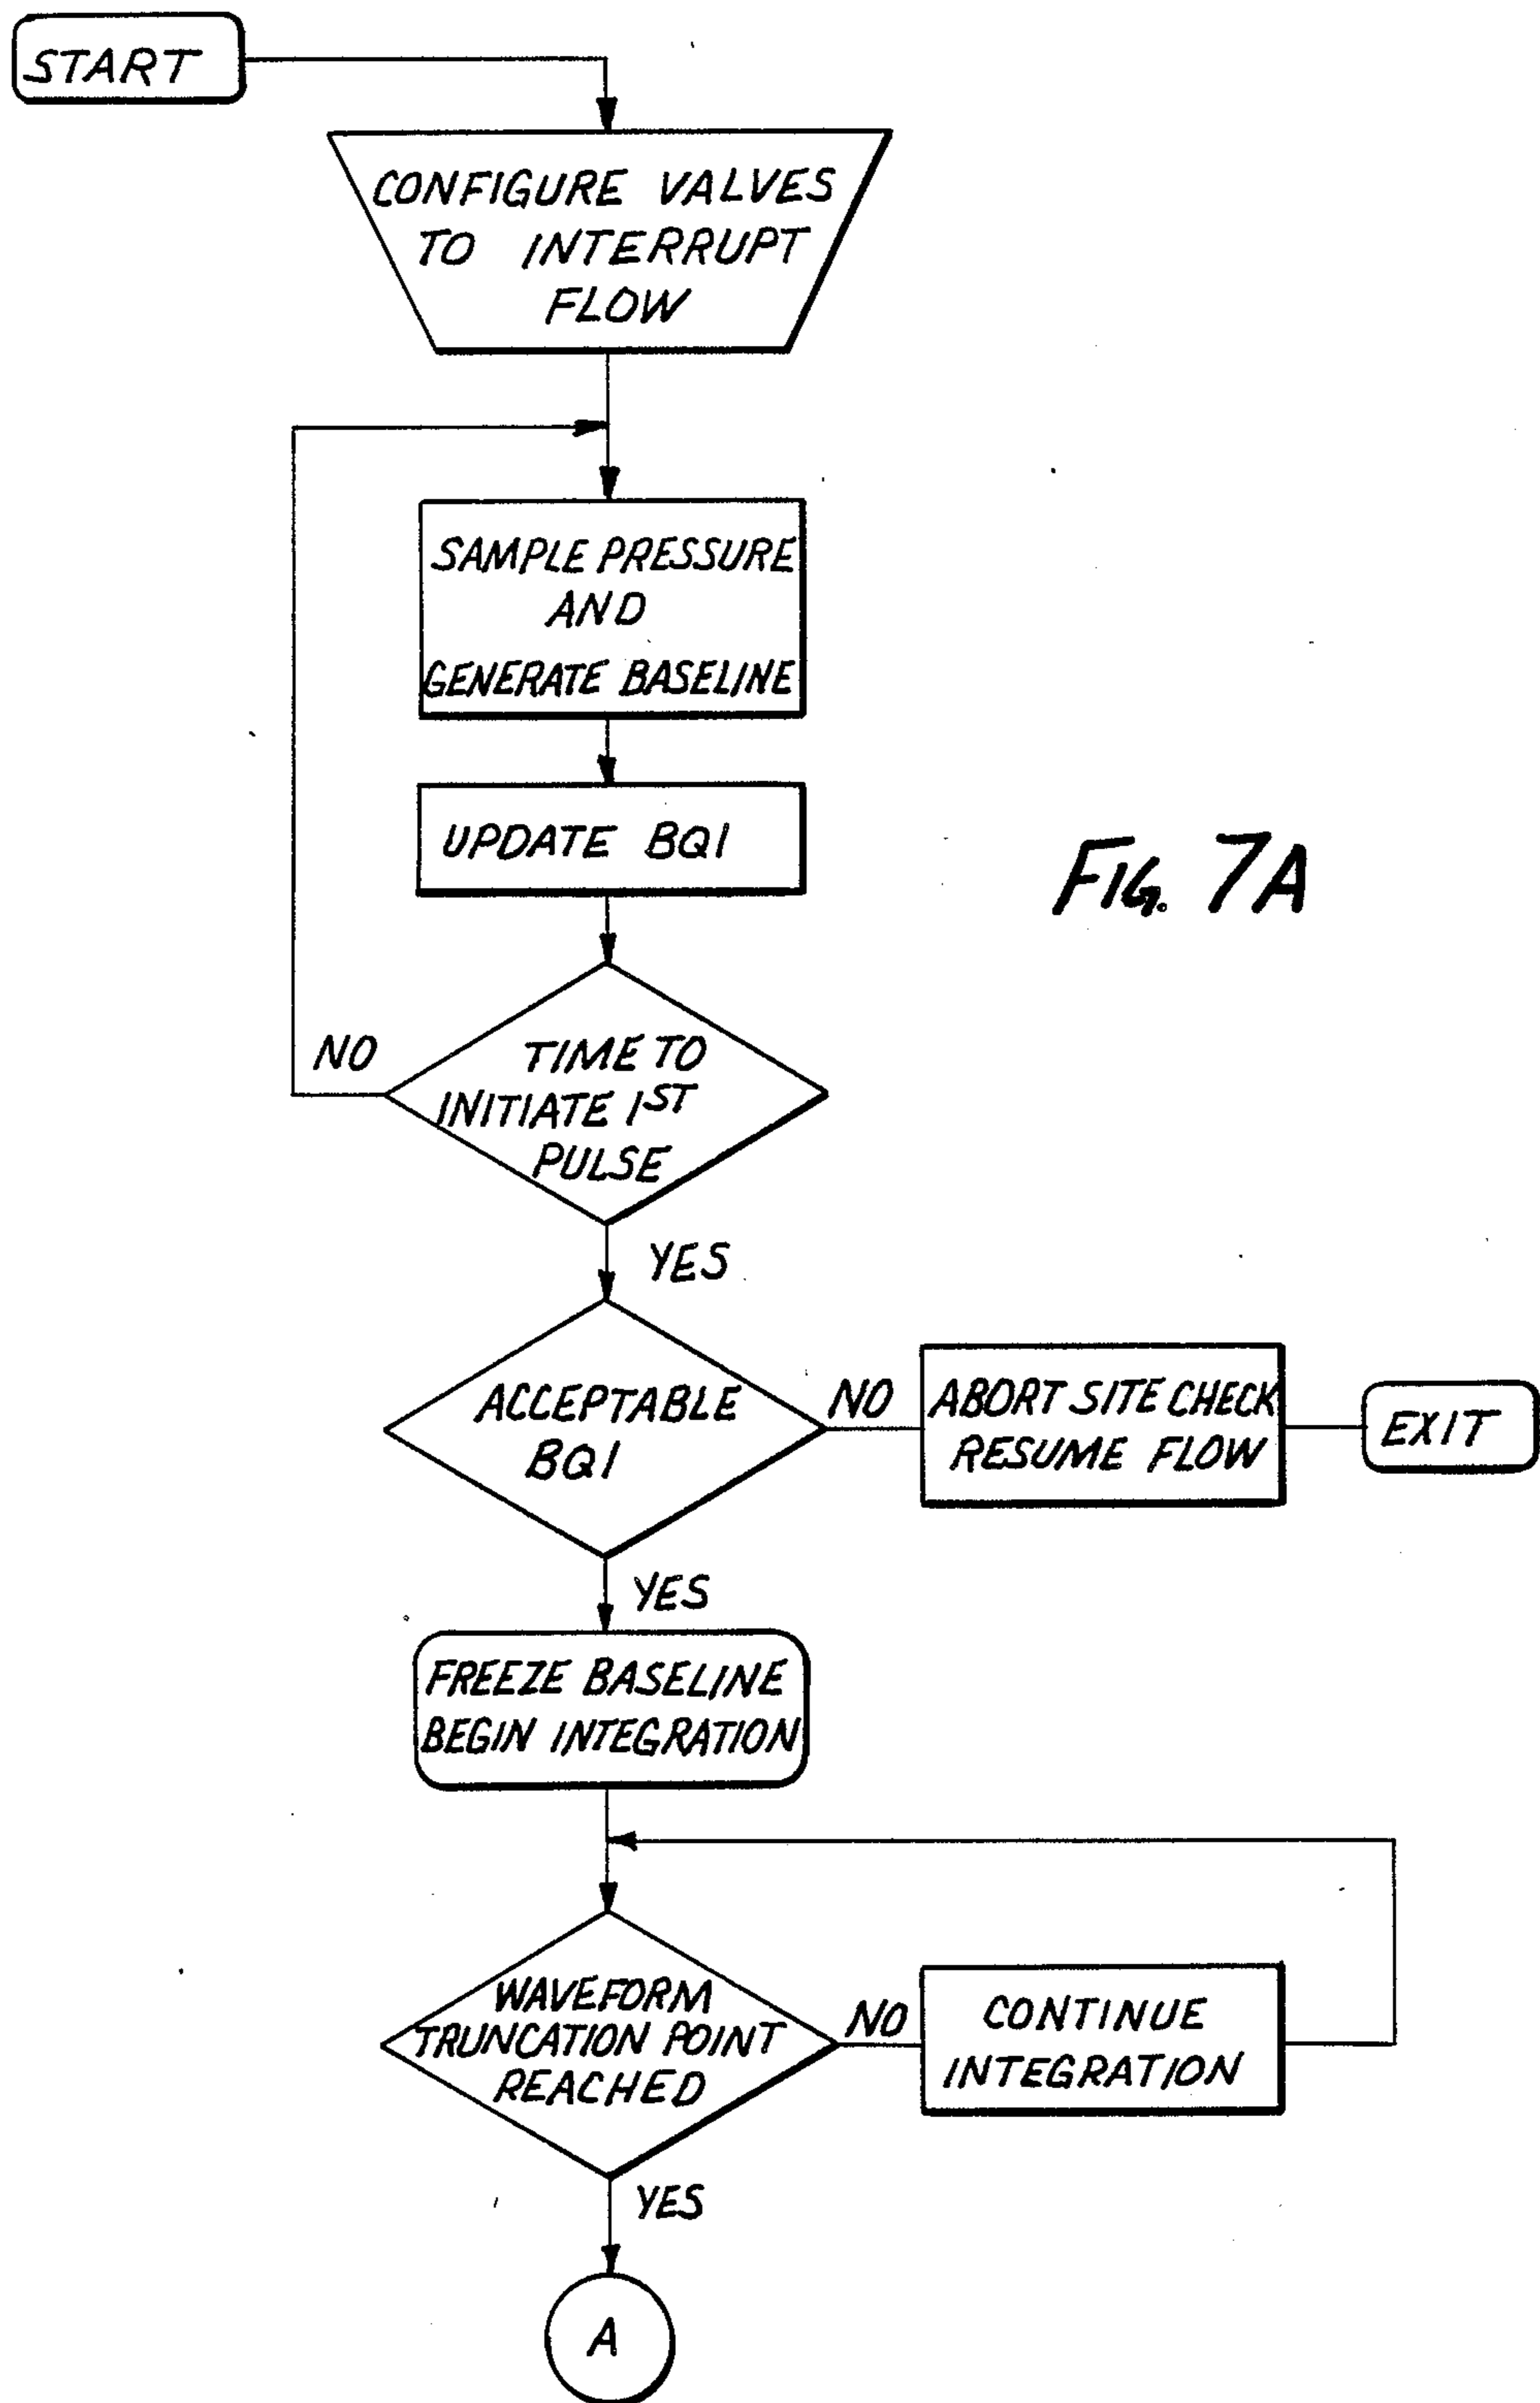 START
CONFIGURE VALVES
TO INTERRUPT
FLOW
SAMPLE PRESSURE
AND
GENERATE BASELINE
UPDATE BQI
FIG. 7A
TIME TO
INITIATE 1ST
PULSE
NO
YES
ACCEPTABLE
BQI
NO
ABORT SITE CHECK
RESUME FLOW
EXIT
YES
FREEZE BASELINE
BEGIN INTEGRATION
WAVEFORM
TRUNCATION POINT
REACHED
NO
CONTINUE
INTEGRATION
YES
A